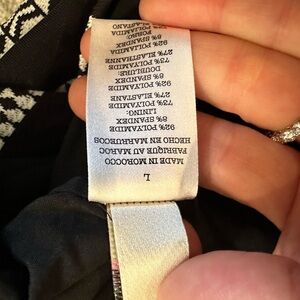 L
MADE IN MOROCCO
FABRIQUE AU MAROC
HECHO EN MARRUECOS
92% POLYAMIDE
8% SPANDEX
LINING:
73% POLYAMIDE
27% ELASTANE
92% POLYAMIDE
8% SPANDEX
DOUBLURE:
73% POLYAMIDE
27% ELASTHANNE
92% POLIAMIDA
8% SPANDEX